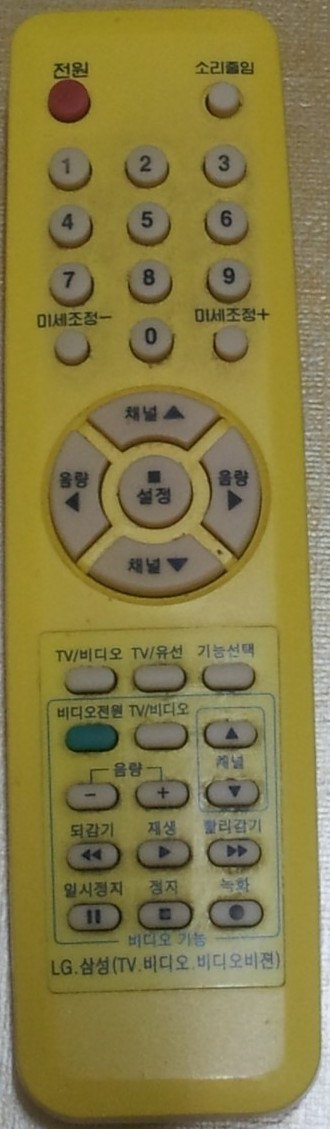 전원 소리줄임
1 2 3
4 5 6
7 8 9
미세조정- 미세조정+
0
채널▲
음량 음량
◀ ■ ▶
설정
채널▼
TV/비디오 TV/유선 기능선택
비디오전원 TV/비디오
▲
음량 채널
- + ▼
되감기 재생 빨리감기
◀◀ ▶ ▶▶
일시정지 정지 녹화
비디오 기능
LG.삼성(TV.비디오.비디오비젼)